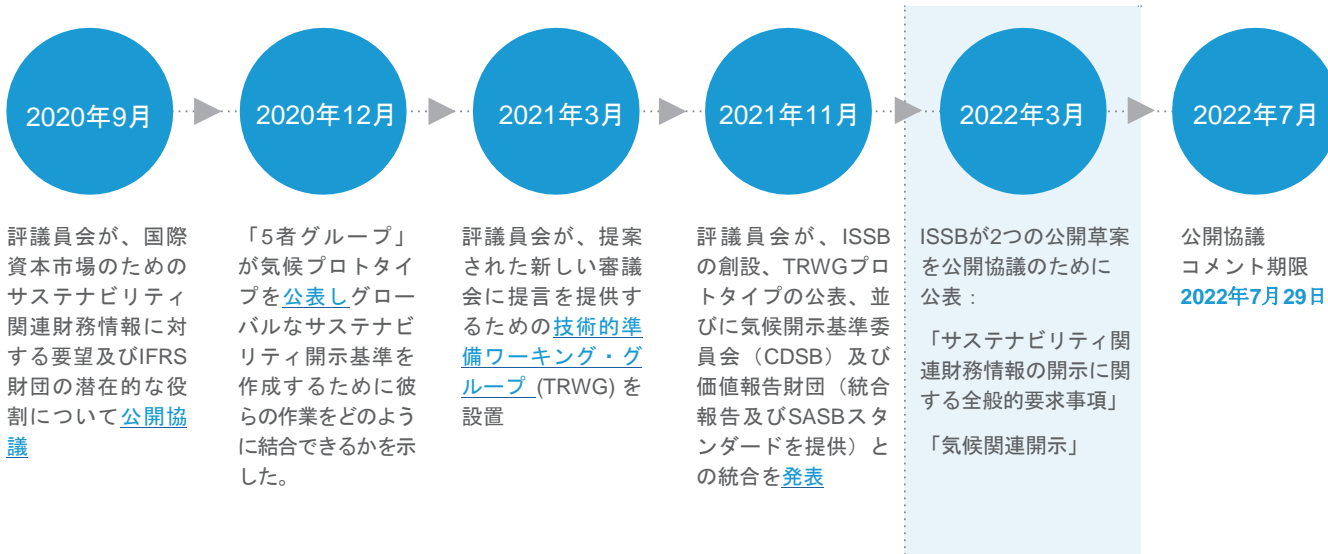 2020年9月
評議員会が、国際
資本市場のための
サステナビリティ
関連財務情報に対
する要望及びIFRS
財団の潜在的な役
割について公開協
議
2020年12月
「5者グループ」
が気候プロトタイ
プを公表しグロー
バルなサステナビ
リティ開示基準を
作成するために彼
らの作業をどのよう
に結合できるかを示
した。
2021年3月
評議員会が、提案
された新しい審議
会に提言を提供す
るための技術的準
備ワーキング・グ
ループ (TRWG) を
設置
2021年11月
評議員会が、ISSB
の創設、TRWGプロ
トタイプの公表、並
びに気候開示基準委
員会（CDSB）及び
価値報告財団（統合
報告及びSASBスタ
ンダードを提供）と
の統合を発表
2022年3月
ISSBが2つの公開草案
を公開協議のために
公表：
「サステナビリティ関
連財務情報の開示に関
する全般的要求事項」
「気候関連開示」
2022年7月
公開協議
コメント期限
2022年7月29日